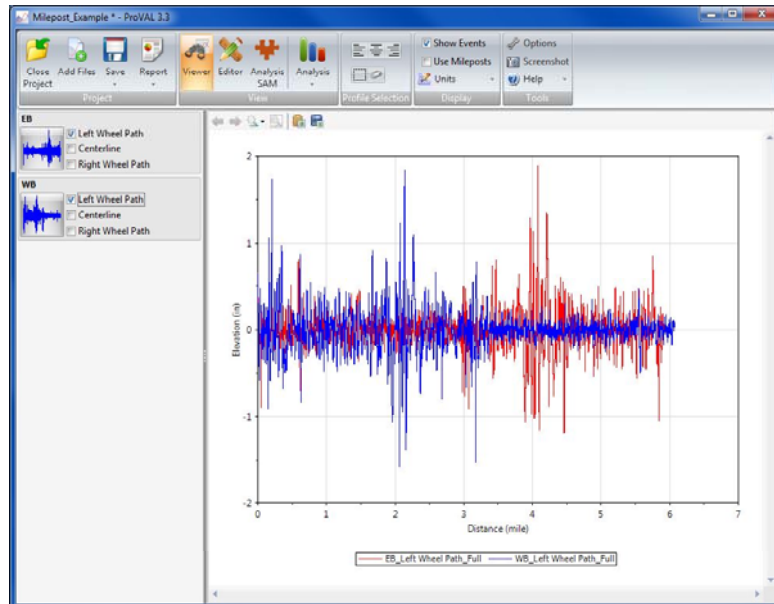 Milepost_Example * - ProVAL 3.3
Close Project
Add Files
Save
Report
Project
Viewer
Editor
Analysis SAM
Analysis
View
Profile Selection
Show Events
Use Mileposts
Units
Display
Options
Screenshot
Help
Tools
EB
Left Wheel Path
Centerline
Right Wheel Path
WB
Left Wheel Path
Centerline
Right Wheel Path
Elevation (in)
2
1
0
-1
-2
0 1 2 3 4 5 6 7
Distance (mile)
EB_Left Wheel Path_Full WB_Left Wheel Path_Full